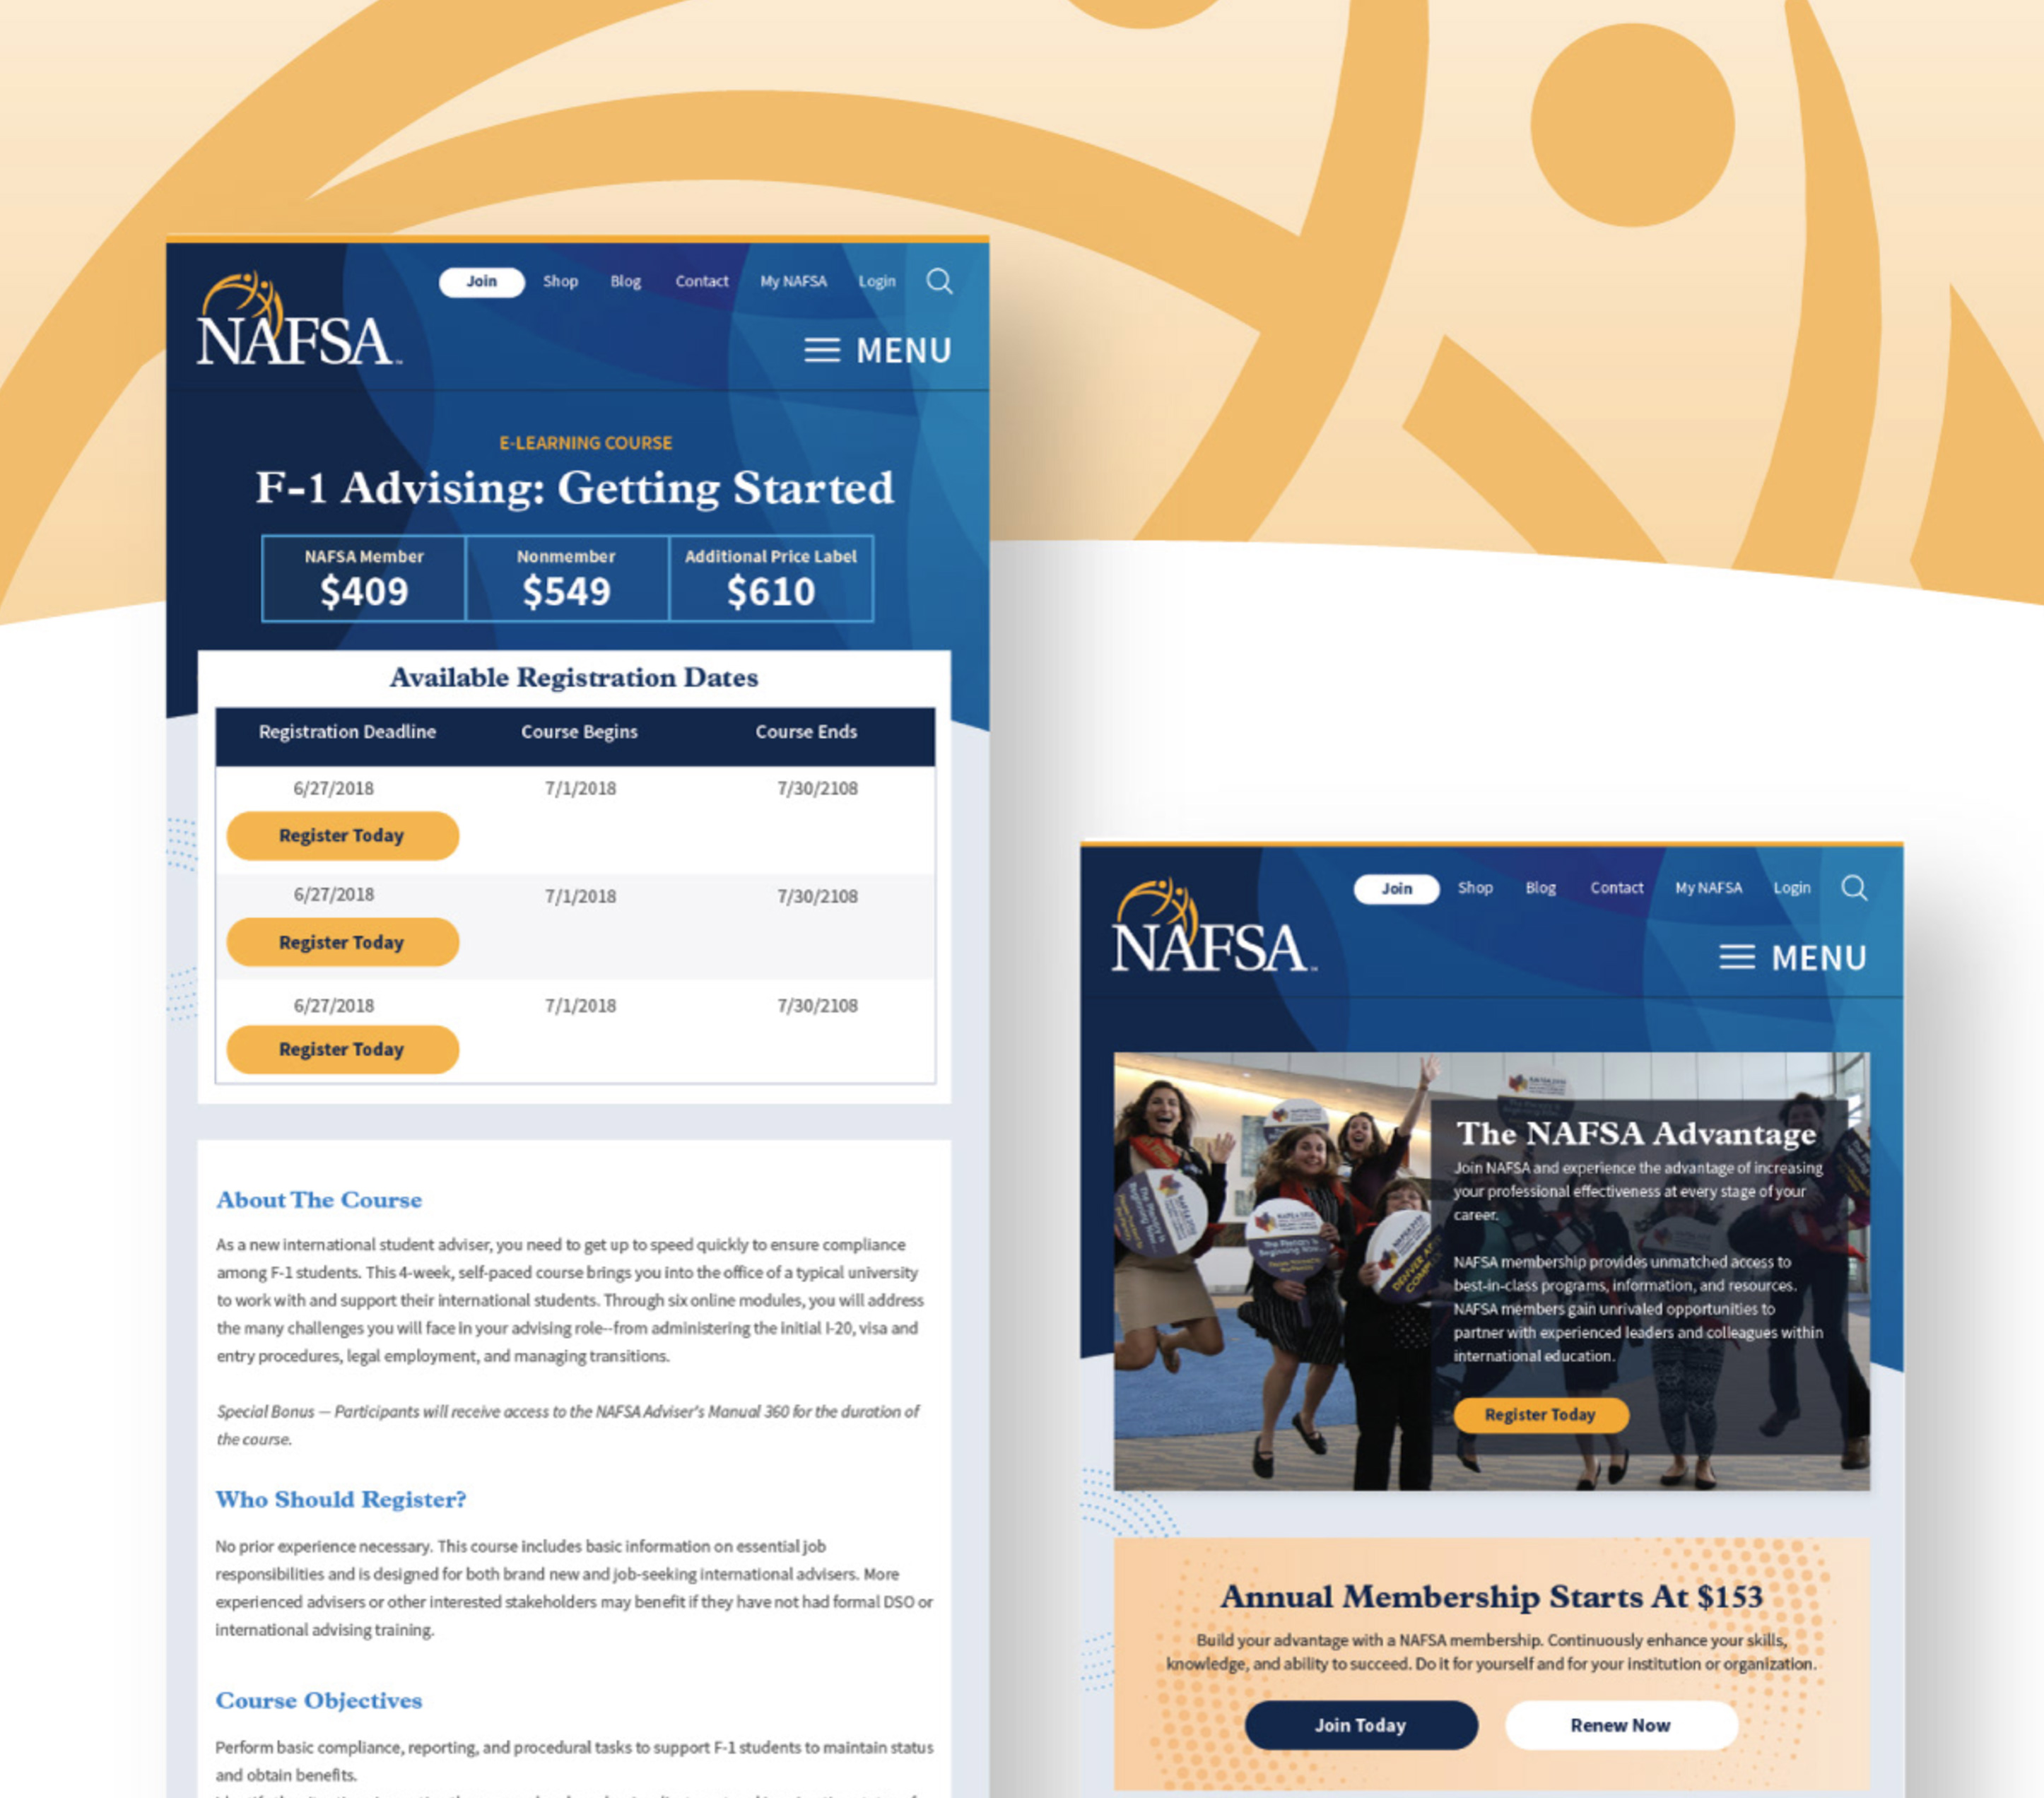 NAFSA
Join Shop Blog Contact My NAFSA Login
MENU
E-LEARNING COURSE
F-1 Advising: Getting Started
NAFSA Member Nonmember Additional Price Label
$409 $549 $610
Available Registration Dates
Registration Deadline Course Begins Course Ends
6/27/2018 7/1/2018 7/30/2108
Register Today
6/27/2018 7/1/2018 7/30/2108
Register Today
6/27/2018 7/1/2018 7/30/2108
Register Today
About The Course
As a new international student adviser, you need to get up to speed quickly to ensure compliance
among F-1 students. This 4-week, self-paced course brings you into the office of a typical university
to work with and support their international students. Through six online modules, you will address
the many challenges you will face in your advising role--from administering the initial I-20, visa and
entry procedures, legal employment, and managing transitions.
Special Bonus — Participants will receive access to the NAFSA Adviser's Manual 360 for the duration of
the course.
Who Should Register?
No prior experience necessary. This course includes basic information on essential job
responsibilities and is designed for both brand new and job-seeking international advisers. More
experienced advisers or other interested stakeholders may benefit if they have not had formal DSO or
international advising training.
Course Objectives
Perform basic compliance, reporting, and procedural tasks to support F-1 students to maintain status
and obtain benefits.
NAFSA
Join Shop Blog Contact My NAFSA Login
MENU
The NAFSA Advantage
Join NAFSA and experience the advantage of increasing
your professional effectiveness at every stage of your
career.
NAFSA membership provides unmatched access to
best-in-class programs, information, and resources.
NAFSA members gain unrivaled opportunities to
partner with experienced leaders and colleagues within
international education.
Register Today
The Plenary is
Beginning Now...
Annual Membership Starts At $153
Build your advantage with a NAFSA membership. Continuously enhance your skills,
knowledge, and ability to succeed. Do it for yourself and for your institution or organization.
Join Today Renew Now